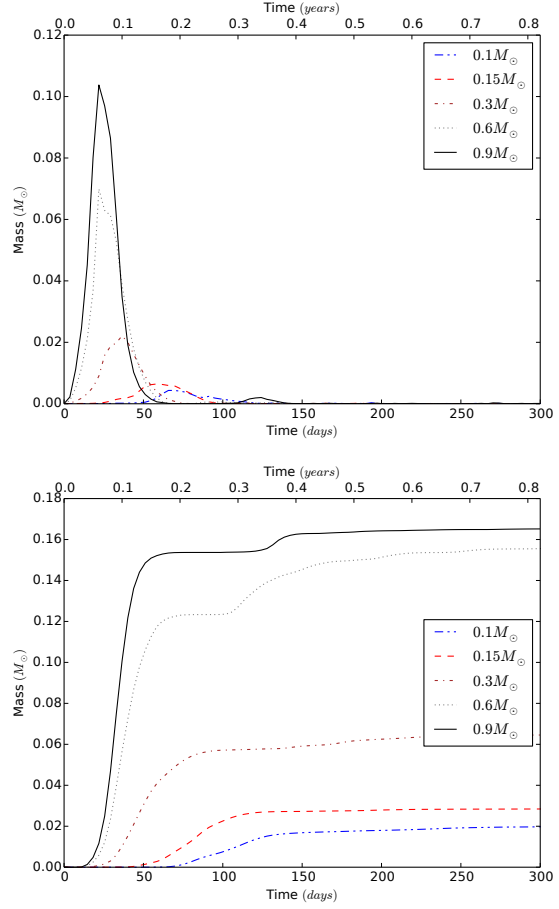 Time (years)
0.0 0.1 0.2 0.3 0.4 0.5 0.6 0.7 0.8
0.12
0.10
0.08
0.06
0.04
0.02
0.00
Mass (M⊙)
0.1M⊙
0.15M⊙
0.3M⊙
0.6M⊙
0.9M⊙
0 50 100 150 200 250 300
Time (days)
Time (years)
0.0 0.1 0.2 0.3 0.4 0.5 0.6 0.7 0.8
0.18
0.16
0.14
0.12
0.10
0.08
0.06
0.04
0.02
0.00
Mass (M⊙)
0.1M⊙
0.15M⊙
0.3M⊙
0.6M⊙
0.9M⊙
0 50 100 150 200 250 300
Time (days)